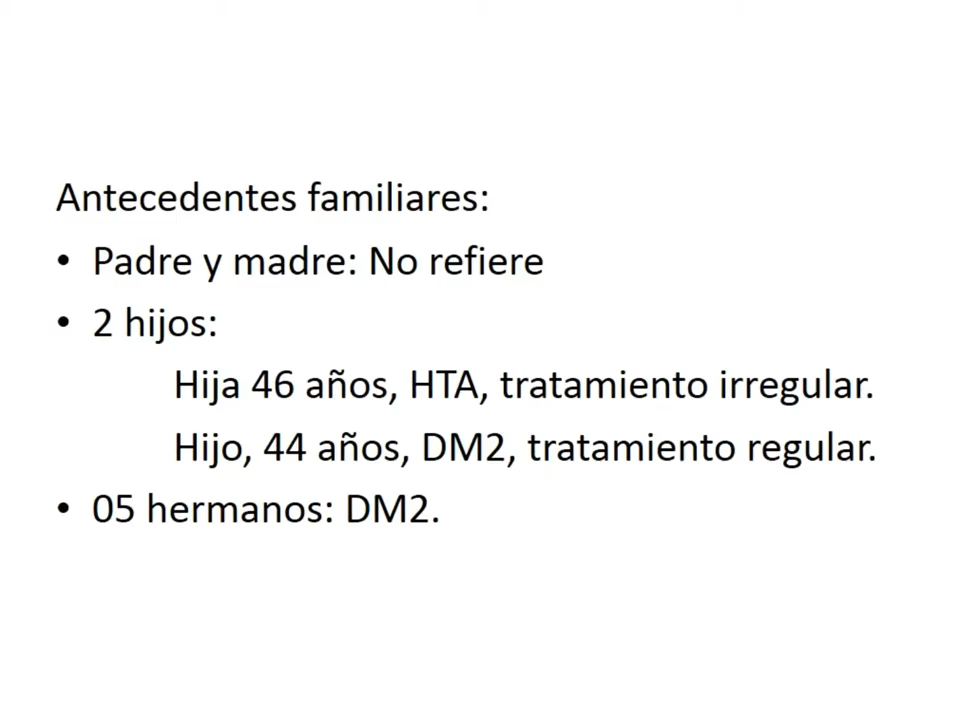 Antecedentes familiares:
• Padre y madre: No refiere
• 2 hijos:
Hija 46 años, HTA, tratamiento irregular.
Hijo, 44 años, DM2, tratamiento regular.
• 05 hermanos: DM2.